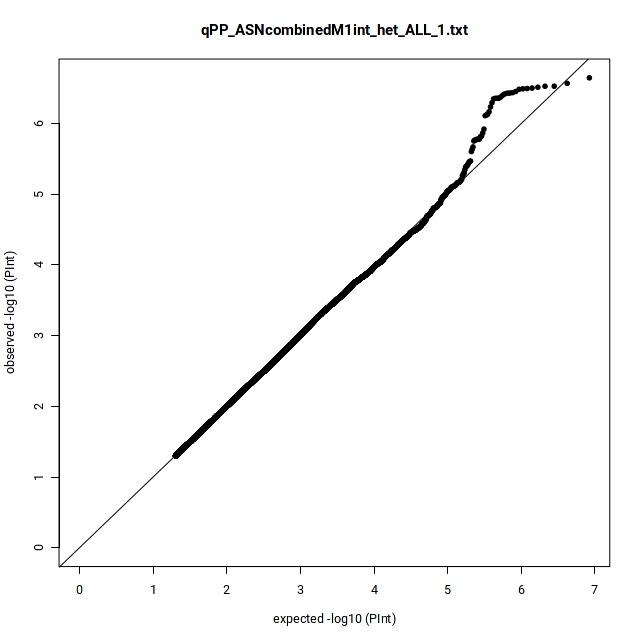 qPP_ASNcombinedM1int_het_ALL_1.txt
observed -log10 (PInt)
6
5
4
3
2
1
0
0 1 2 3 4 5 6 7
expected -log10 (PInt)